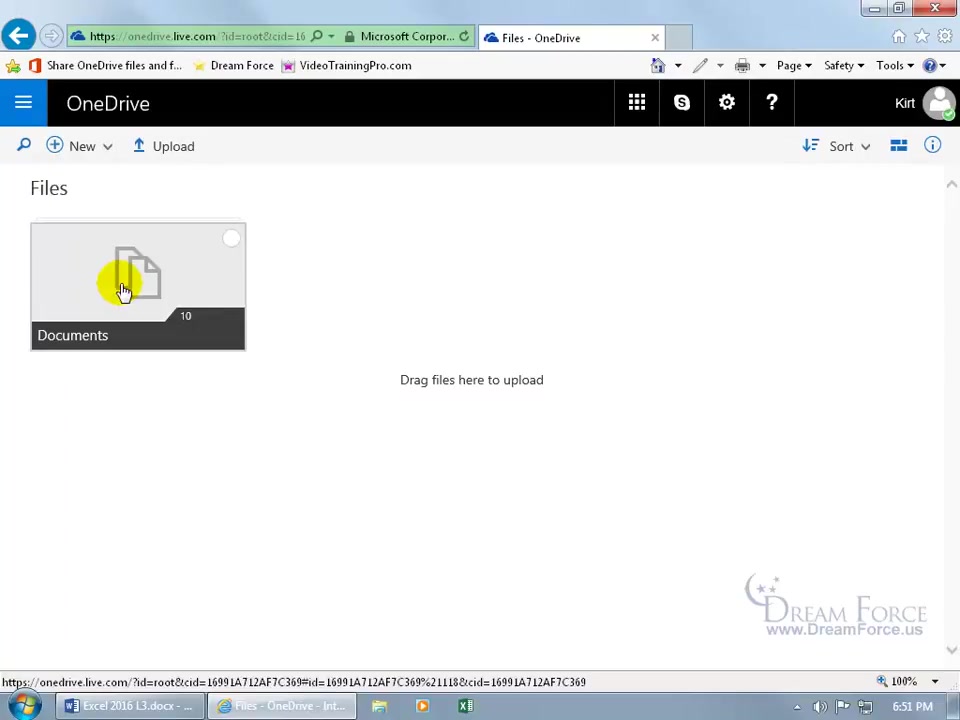 https://onedrive.live.com/?id=root&cid=16
Microsoft Corpor...
Files - OneDrive
Share OneDrive files and f...
Dream Force
VideoTrainingPro.com
Page
Safety
Tools
OneDrive
Kirt
New
Upload
Sort
Files
10
Documents
Drag files here to upload
DREAM FORCE
www.DreamForce.us
https://onedrive.live.com/?id=root&cid=16991A712AF7C369#id=16991A712AF7C369%21118&cid=16991A712AF7C369
100%
Excel 2016 L3.docx - ...
Files - OneDrive - Int...
6:51 PM